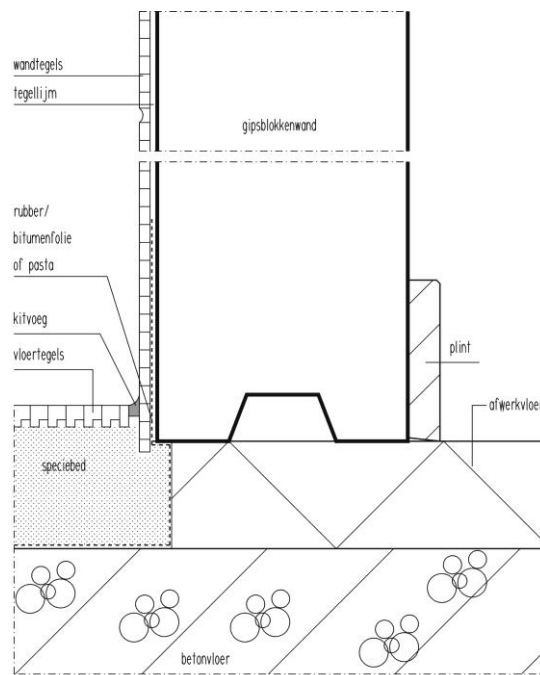 wandtegels
tegellijm
gipsblokkenwand
rubber/
bitumenfolie
of pasta
kitvoeg
vloertegels
plint
afwerkvloer
speciebed
betonvloer